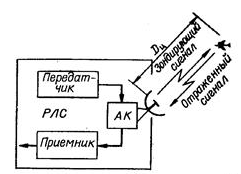 Dц
Зондирующий
сигнал
Передат-
чик
РЛС
АК
Отраженный
сигнал
Приемник